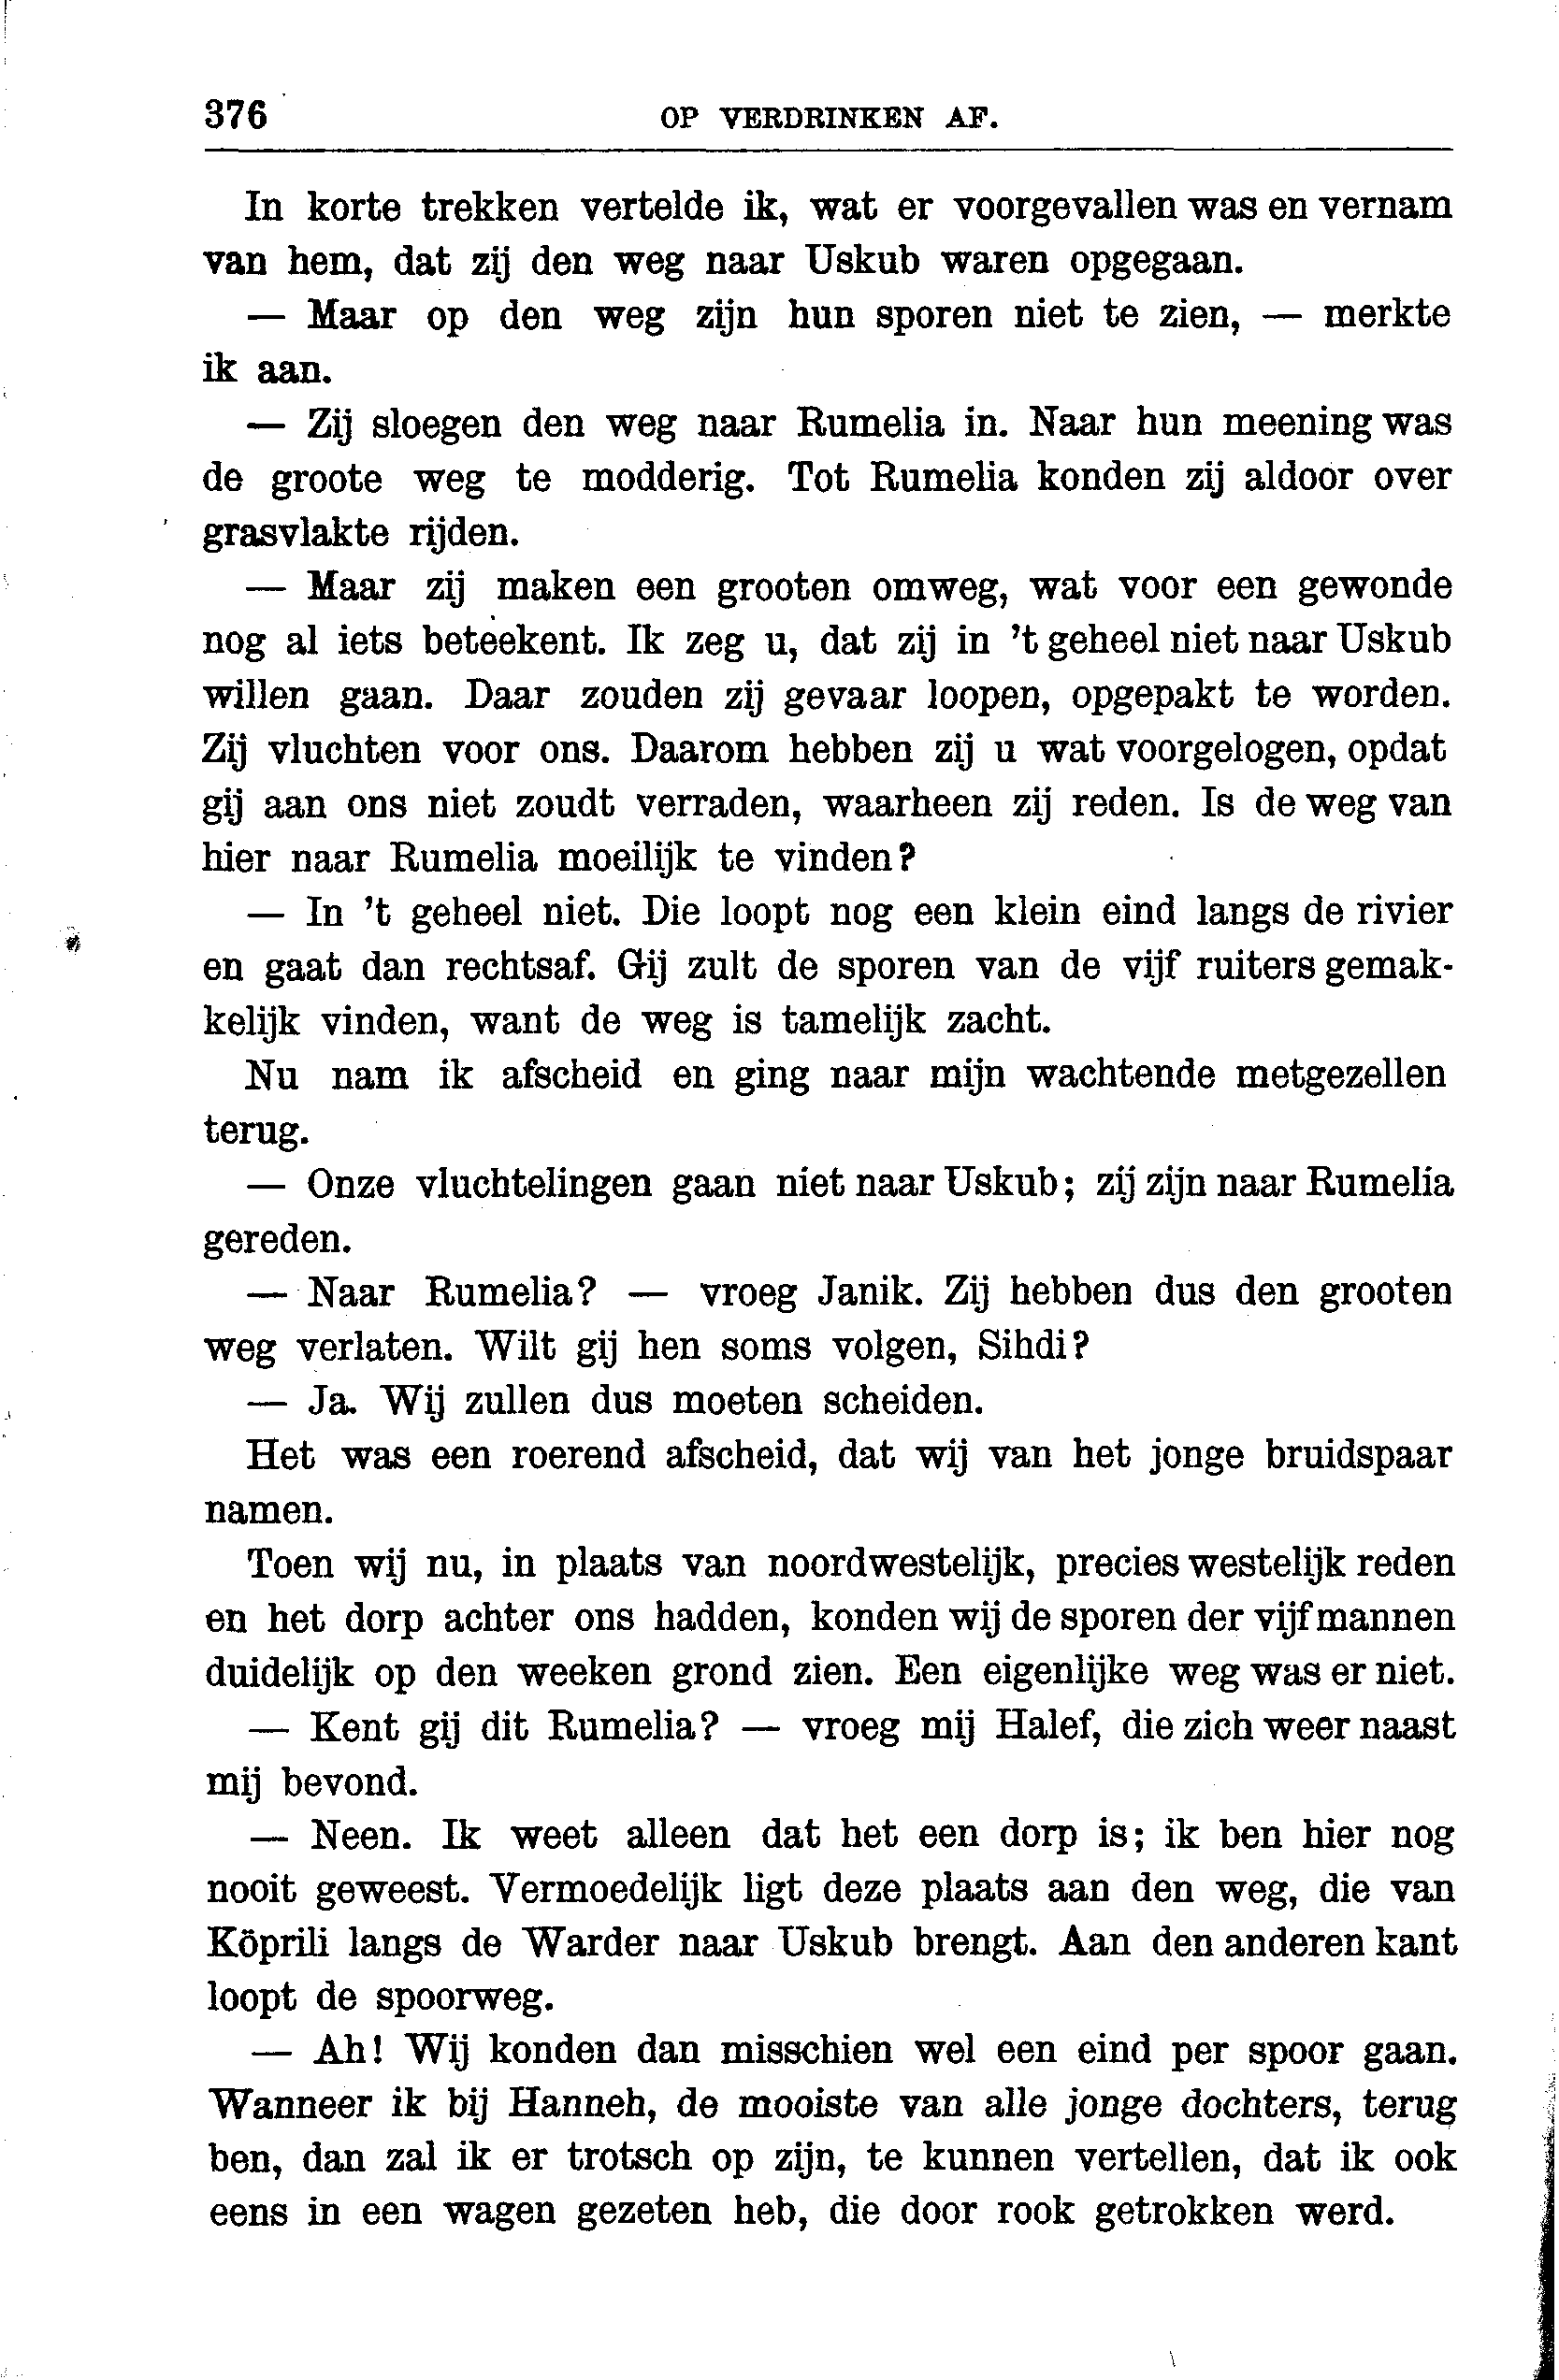 376 OP VERDRINKEN AF.
In korte trekken vertelde ik, wat er voorgevallen was en vernam
van hem, dat zij den weg naar Uskub waren opgegaan.
— Maar op den weg zijn hun sporen niet te zien, — merkte
ik aan.
— Zij sloegen den weg naar Rumelia in. Naar hun meening was
de groote weg te modderig. Tot Rumelia konden zij aldoor over
grasvlakte rijden.
— Maar zij maken een grooten omweg, wat voor een gewonde
nog al iets beteekent. Ik zeg u, dat zij in 't geheel niet naar Uskub
willen gaan. Daar zouden zij gevaar loopen, opgepakt te worden.
Zij vluchten voor ons. Daarom hebben zij u wat voorgelogen, opdat
gij aan ons niet zoudt verraden, waarheen zij reden. Is de weg van
hier naar Rumelia moeilijk te vinden?
— In 't geheel niet. Die loopt nog een klein eind langs de rivier
en gaat dan rechtsaf. Gij zult de sporen van de vijf ruiters gemak-
kelijk vinden, want de weg is tamelijk zacht.
Nu nam ik afscheid en ging naar mijn wachtende metgezellen
terug.
— Onze vluchtelingen gaan niet naar Uskub; zij zijn naar Rumelia
gereden.
— Naar Rumelia? — vroeg Janik. Zij hebben dus den grooten
weg verlaten. Wilt gij hen soms volgen, Sihdi?
— Ja. Wij zullen dus moeten scheiden.
Het was een roerend afscheid, dat wij van het jonge bruidspaar
namen.
Toen wij nu, in plaats van noordwestelijk, precies westelijk reden
en het dorp achter ons hadden, konden wij de sporen der vijf mannen
duidelijk op den weeken grond zien. Een eigenlijke weg was er niet.
— Kent gij dit Rumelia? — vroeg mij Halef, die zich weer naast
mij bevond.
— Neen. Ik weet alleen dat het een dorp is; ik ben hier nog
nooit geweest. Vermoedelijk ligt deze plaats aan den weg, die van
Köprili langs de Warder naar Uskub brengt. Aan den anderen kant
loopt de spoorweg.
— Ah! Wij konden dan misschien wel een eind per spoor gaan.
Wanneer ik bij Hanneh, de mooiste van alle jonge dochters, terug
ben, dan zal ik er trotsch op zijn, te kunnen vertellen, dat ik ook
eens in een wagen gezeten heb, die door rook getrokken werd.